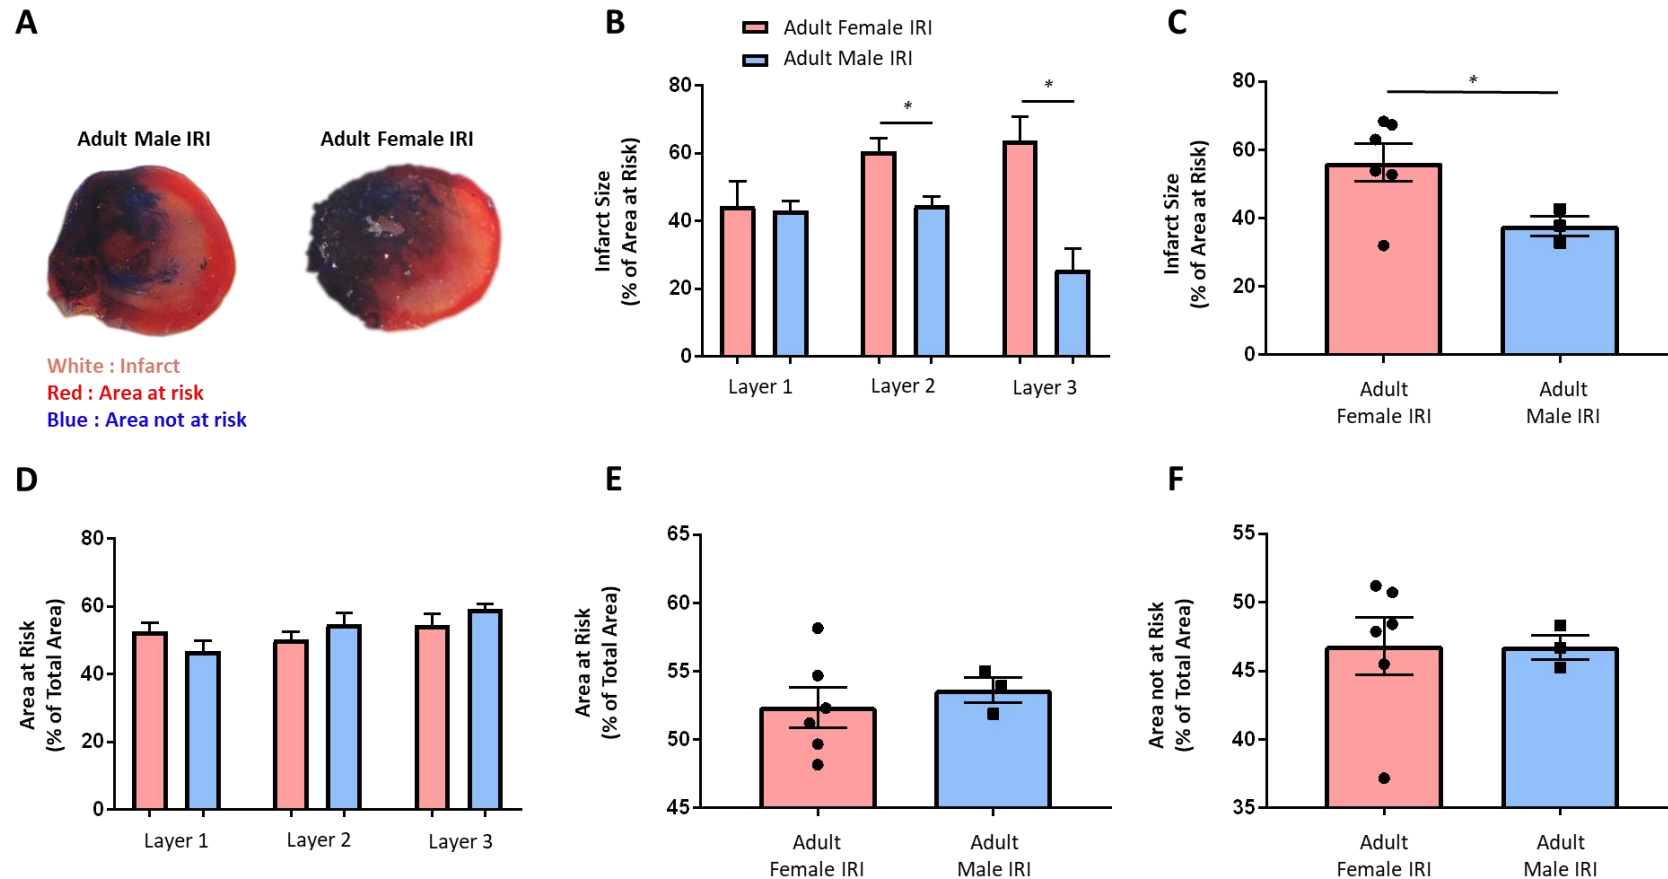 A
Adult Male IRI
Adult Female IRI
White : Infarct
Red : Area at risk
Blue : Area not at risk
B
Adult Female IRI
Adult Male IRI
Infarct Size
(% of Area at Risk)
80
60
40
20
0
*
*
Layer 1
Layer 2
Layer 3
C
Infarct Size
(% of Area at Risk)
80
60
40
20
0
*
Adult
Female IRI
Adult
Male IRI
D
Area at Risk
(% of Total Area)
80
60
40
20
0
Layer 1
Layer 2
Layer 3
E
Area at Risk
(% of Total Area)
65
60
55
50
45
Adult
Female IRI
Adult
Male IRI
F
Area not at Risk
(% of Total Area)
55
50
45
40
35
Adult
Female IRI
Adult
Male IRI